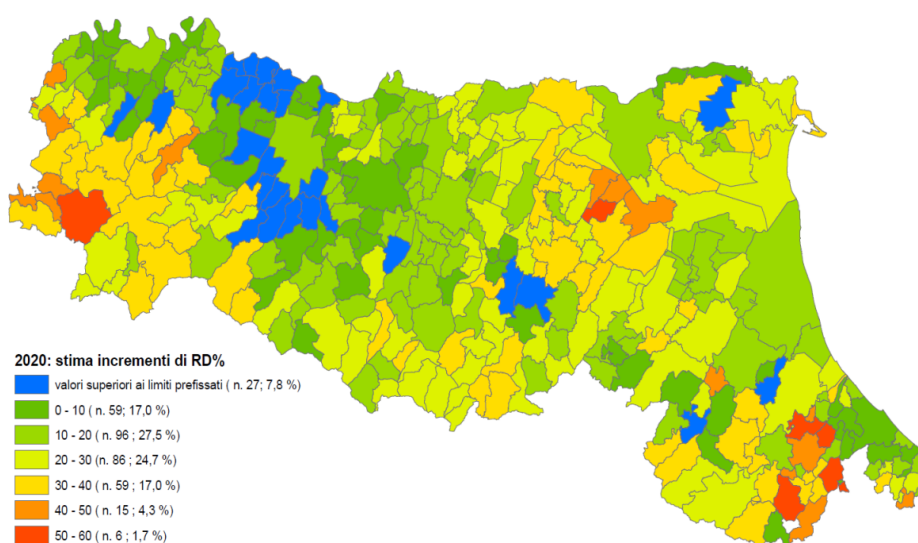 2020: stima incrementi di RD%
valori superiori ai limiti prefissati ( n. 27; 7,8 %)
0 - 10 ( n. 59; 17,0 %)
10 - 20 ( n. 96 ; 27,5 %)
20 - 30 (n. 86 ; 24,7 %)
30 - 40 ( n. 59 ; 17,0 %)
40 - 50 ( n. 15 ; 4,3 %)
50 - 60 ( n. 6 ; 1,7 %)